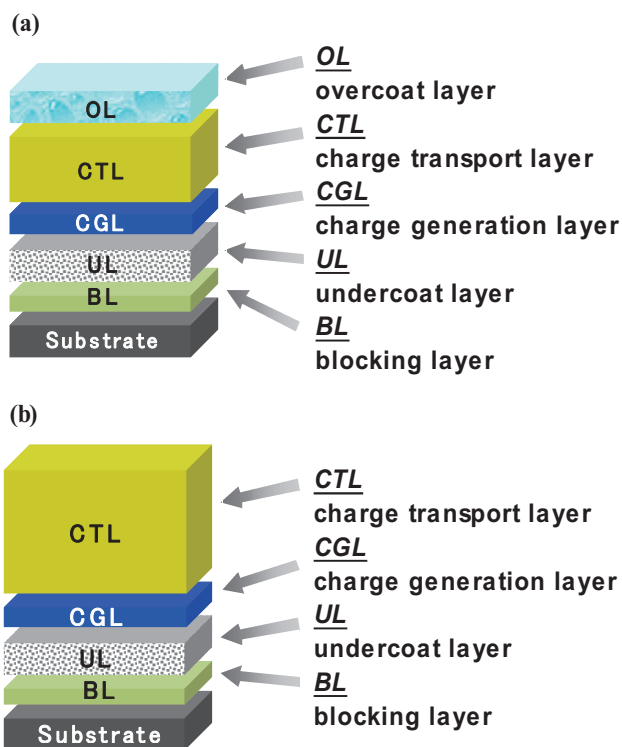 (a)
OL
CTL
CGL
UL
BL
Substrate
OL
overcoat layer
CTL
charge transport layer
CGL
charge generation layer
UL
undercoat layer
BL
blocking layer
(b)
CTL
CGL
UL
BL
Substrate
CTL
charge transport layer
CGL
charge generation layer
UL
undercoat layer
BL
blocking layer